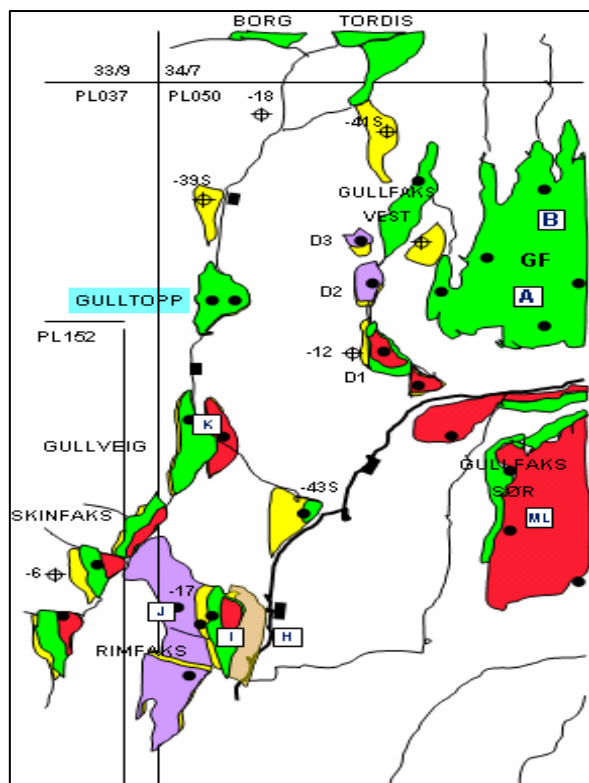 BORG TORDIS
33/9 34/7
PL037 PL050 -18
-41S
-39S
GULLFAKS
VEST
B
D3
GF
GULLTOPP
D2
A
PL152
-12
D1
K
GULLVEIG
GULLFAKS
-43S
SØR
SKINFAKS
ML
-6
-17
J
I
H
RIMFAKS